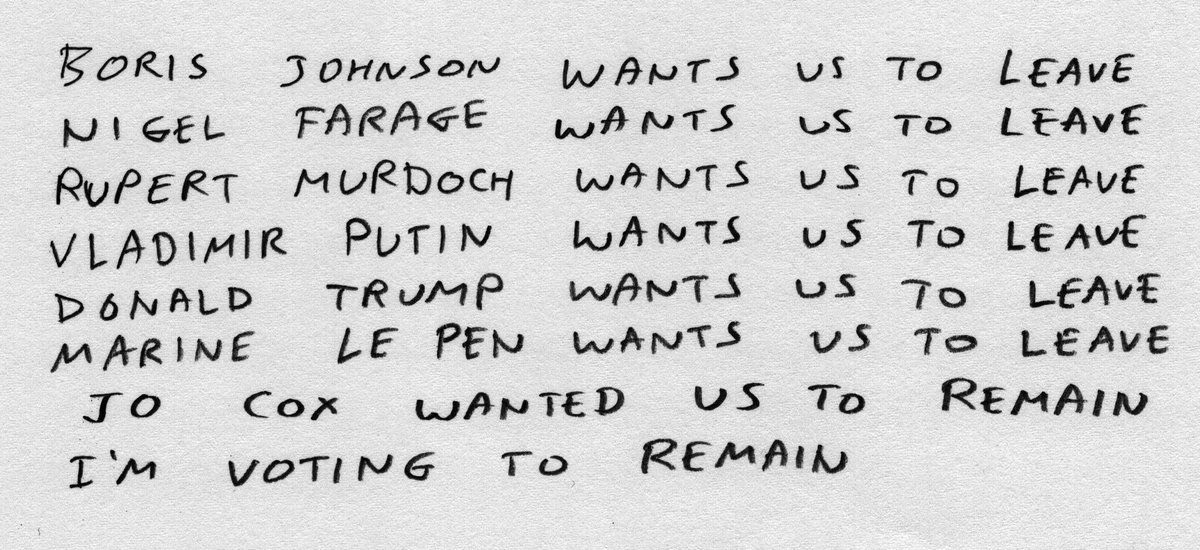 BORIS JOHNSON WANTS US TO LEAVE
NIGEL FARAGE WANTS US TO LEAVE
RUPERT MURDOCH WANTS US TO LEAVE
VLADIMIR PUTIN WANTS US TO LEAVE
DONALD TRUMP WANTS US TO LEAVE
MARINE LE PEN WANTS US TO LEAVE
JO COX WANTED US TO REMAIN
I'M VOTING TO REMAIN